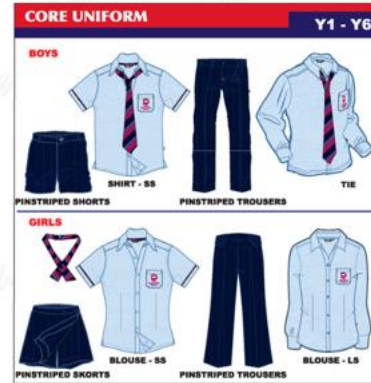 CORE UNIFORM
Y1 - Y6
BOYS
SHIRT - SS
TIE
PINSTRIPED SHORTS
PINSTRIPED TROUSERS
GIRLS
BLOUSE - SS
BLOUSE - LS
PINSTRIPED SKORTS
PINSTRIPED TROUSERS